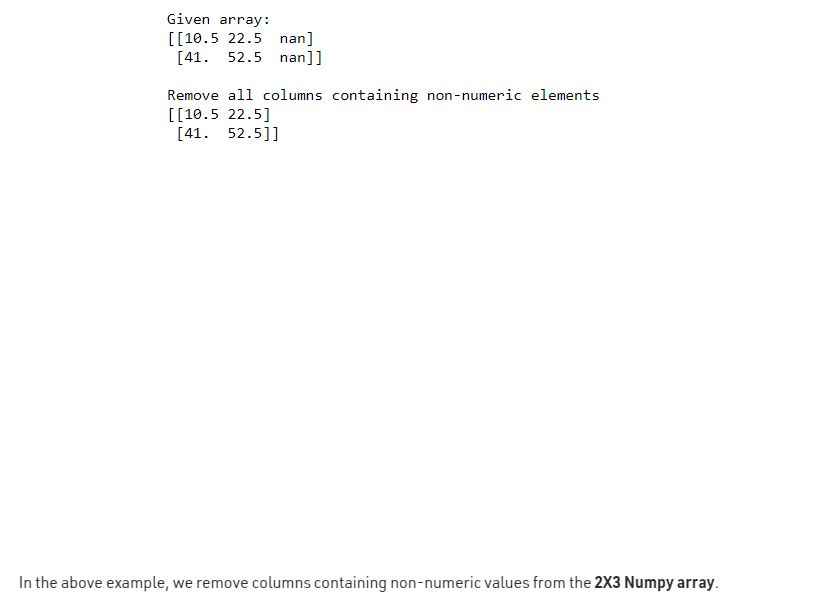 Given array:
[[10.5 22.5  nan]
 [41.  52.5  nan]]
Remove all columns containing non-numeric elements
[[10.5 22.5]
 [41.  52.5]]
In the above example, we remove columns containing non-numeric values from the 2X3 Numpy array.